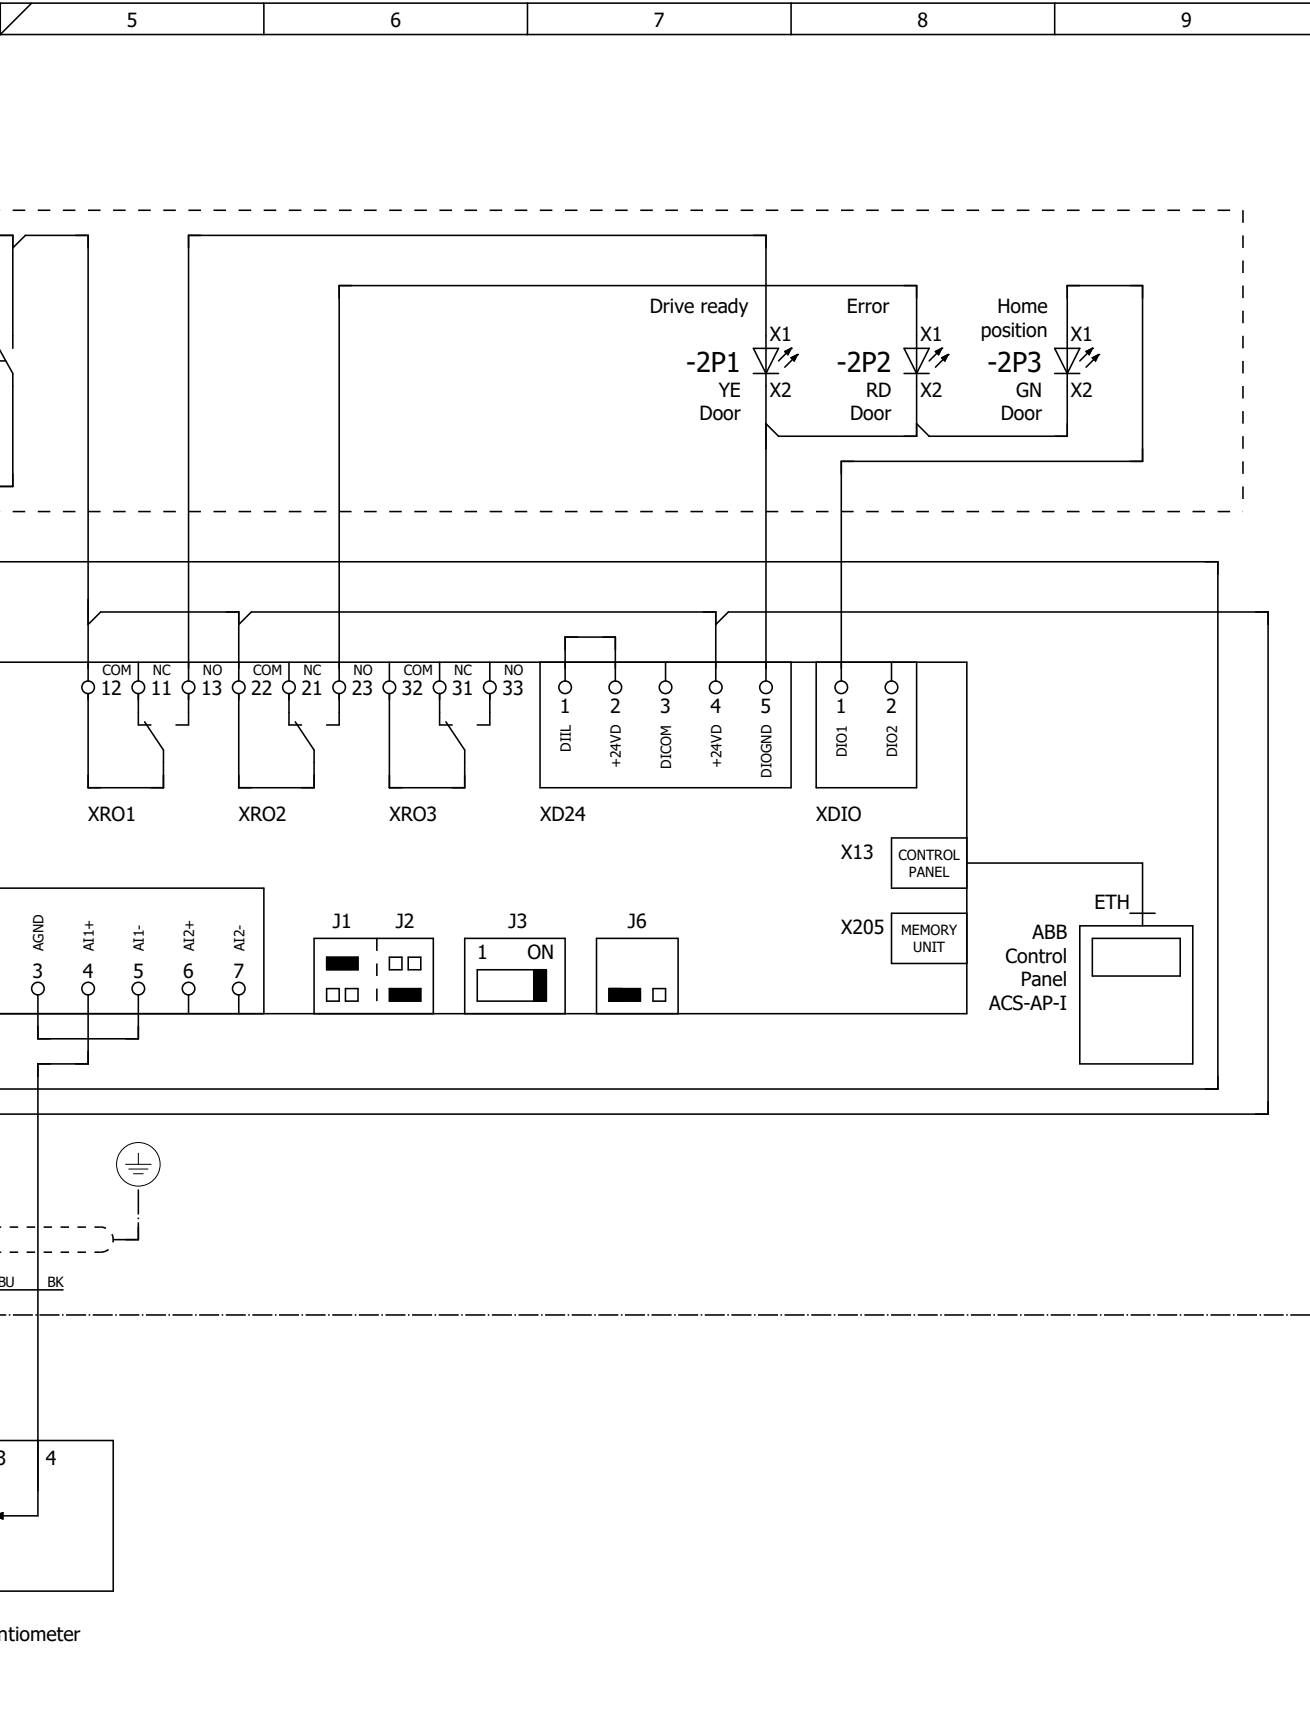 5 6 7 8 9
Drive ready Error Home
position
X1 X1 X1
-2P1 -2P2 -2P3
YE X2 RD X2 GN X2
Door Door Door
COM NC NO COM NC NO COM NC NO
12 11 13 22 21 23 32 31 33
1 2 3 4 5 1 2
DIIL +24VD DICOM +24VD DIOGND DIO1 DIO2
XRO1 XRO2 XRO3 XD24 XDIO
X13 CONTROL
PANEL
ETH
AGND AI1+ AI1- AI2+ AI2-
3 4 5 6 7
J1 J2 J3 J6
1 ON
X205 MEMORY
UNIT
ABB
Control
Panel
ACS-AP-I
BU BK
3 4
ntiometer